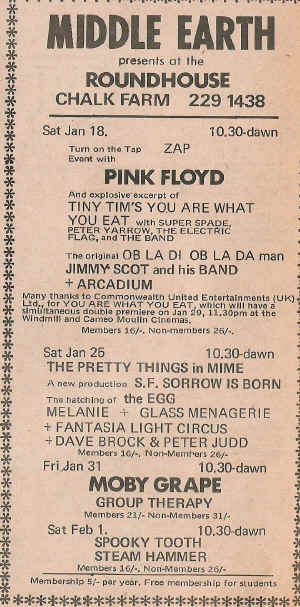 MIDDLE EARTH
presents at the
ROUNDHOUSE
CHALK FARM 229 1438
Sat Jan 18. 10.30-dawn
Turn on the Tap ZAP
Event with
PINK FLOYD
And explosive excerpt of
TINY TIM'S YOU ARE WHAT
YOU EAT with SUPER SPADE,
PETER YARROW, THE ELECTRIC
FLAG, and THE BAND
The original OB LA DI OB LA DA man
JIMMY SCOT and his BAND
+ ARCADIUM
Many thanks to Commonwealth United Entertainments (UK)
Ltd., for YOU ARE WHAT YOU EAT, which will have a
simultaneous double premiere on Jan 29, 11.30pm at the
Windmill and Cameo Moulin Cinemas.
Members 16/-, Non-members 26/-.
Sat Jan 25 10.30-dawn
THE PRETTY THINGS in MIME
A new production S.F. SORROW IS BORN
The hatching of the EGG
MELANIE + GLASS MENAGERIE
+ FANTASIA LIGHT CIRCUS
+ DAVE BROCK & PETER JUDD
Members 16/-, Non-Members 26/-
Fri Jan 31 10.30-dawn
MOBY GRAPE
GROUP THERAPY
Members 21/- Non-Members 31/-
Sat Feb 1. 10.30-dawn
SPOOKY TOOTH
STEAM HAMMER
Members 16/-, Non-Members 26/-
Membership 5/- per year. Free membership for students